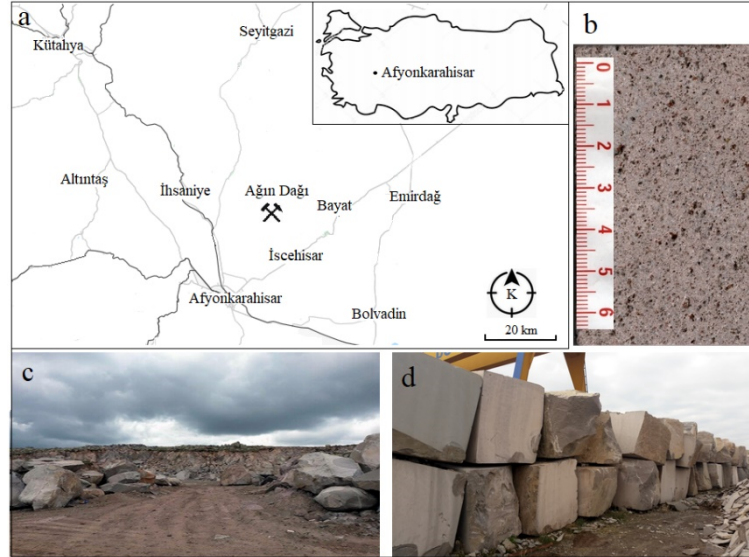 a
Kütahya
Seyitgazi
Afyonkarahisar
Altıntaş
İhsaniye
Ağın Dağı
Bayat
Emirdağ
İscehisar
Afyonkarahisar
Bolvadin
K
20 km
b
0
1
2
3
4
5
6
c
d